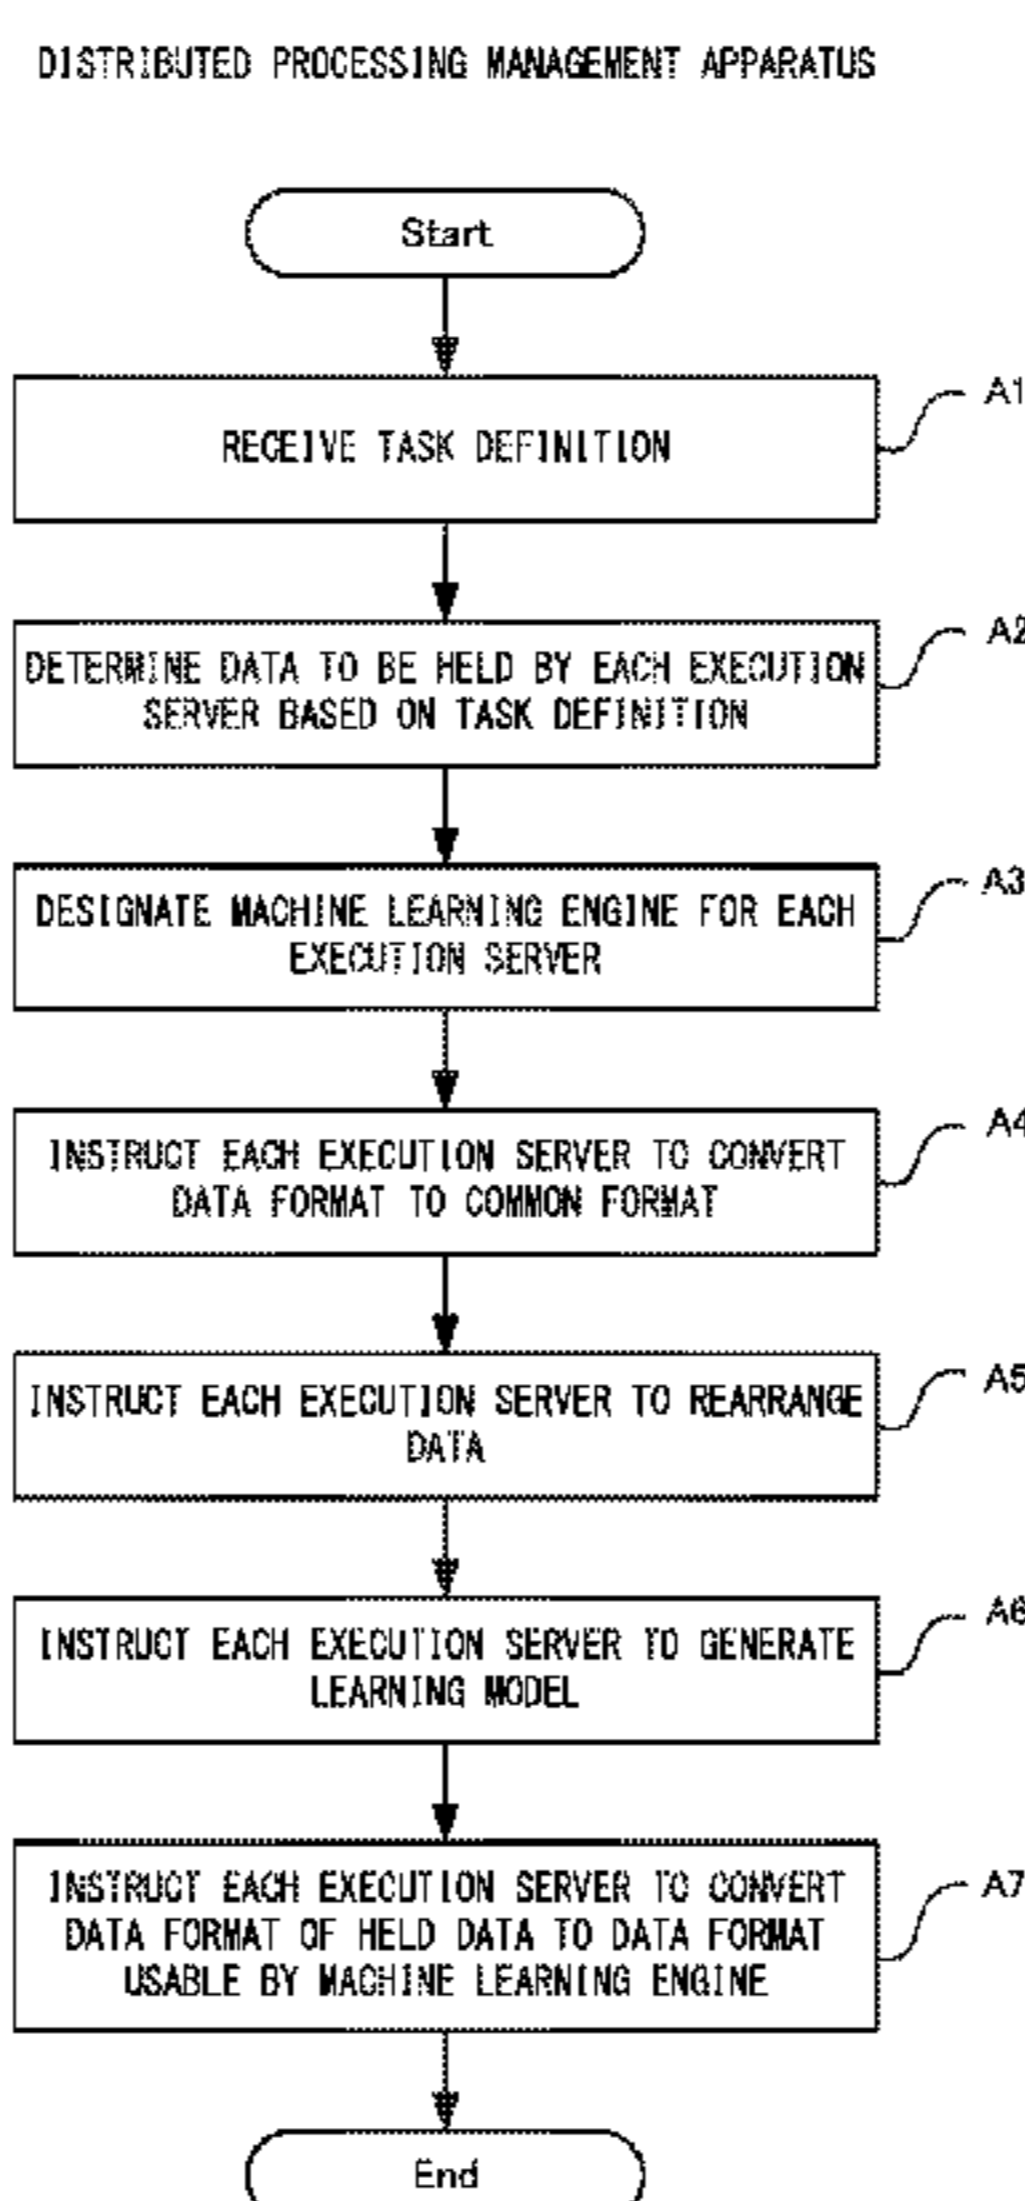 DISTRIBUTED PROCESSING MANAGEMENT APPARATUS
Start
A1
RECEIVE TASK DEFINITION
A2
DETERMINE DATA TO BE HELD BY EACH EXECUTION
SERVER BASED ON TASK DEFINITION
A3
DESIGNATE MACHINE LEARNING ENGINE FOR EACH
EXECUTION SERVER
A4
INSTRUCT EACH EXECUTION SERVER TO CONVERT
DATA FORMAT TO COMMON FORMAT
A5
INSTRUCT EACH EXECUTION SERVER TO REARRANGE
DATA
A6
INSTRUCT EACH EXECUTION SERVER TO GENERATE
LEARNING MODEL
A7
INSTRUCT EACH EXECUTION SERVER TO CONVERT
DATA FORMAT OF HELD DATA TO DATA FORMAT
USABLE BY MACHINE LEARNING ENGINE
End